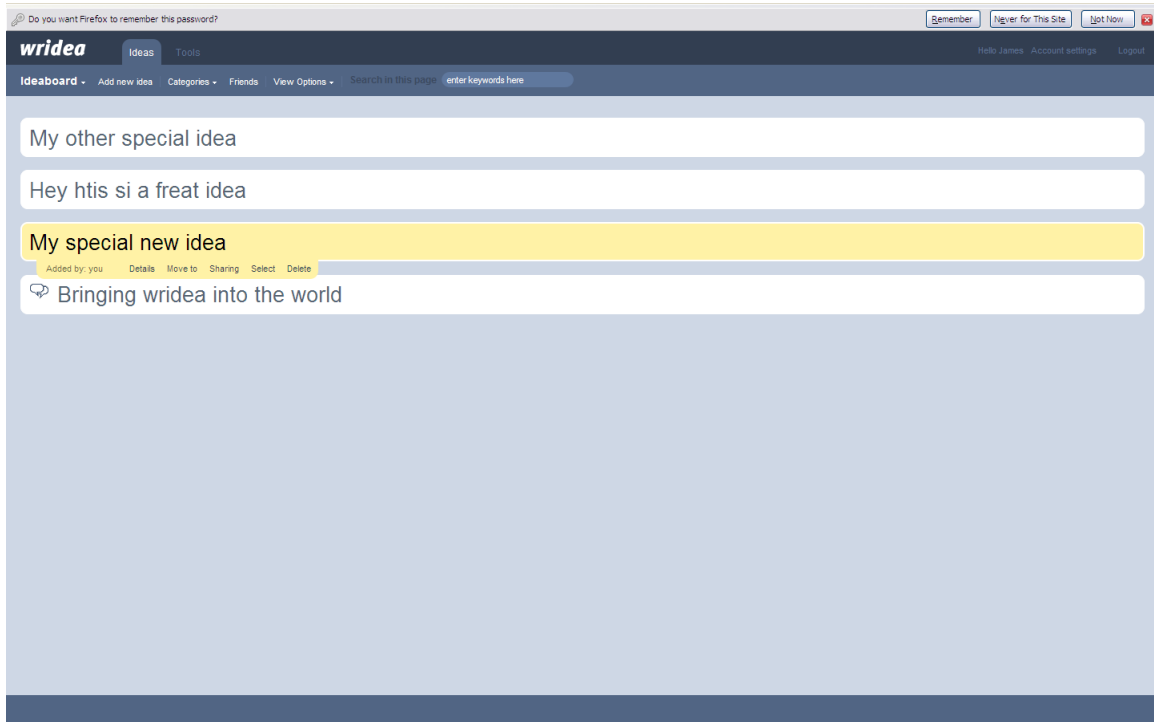 Do you want Firefox to remember this password? Remember Never for This Site Not Now
wridea Ideas Tools Hello James Account settings Logout
Ideaboard Add new idea Categories Friends View Options Search in this page enter keywords here
My other special idea
Hey htis si a freat idea
My special new idea
Added by: you Details Move to Sharing Select Delete
Bringing wridea into the world